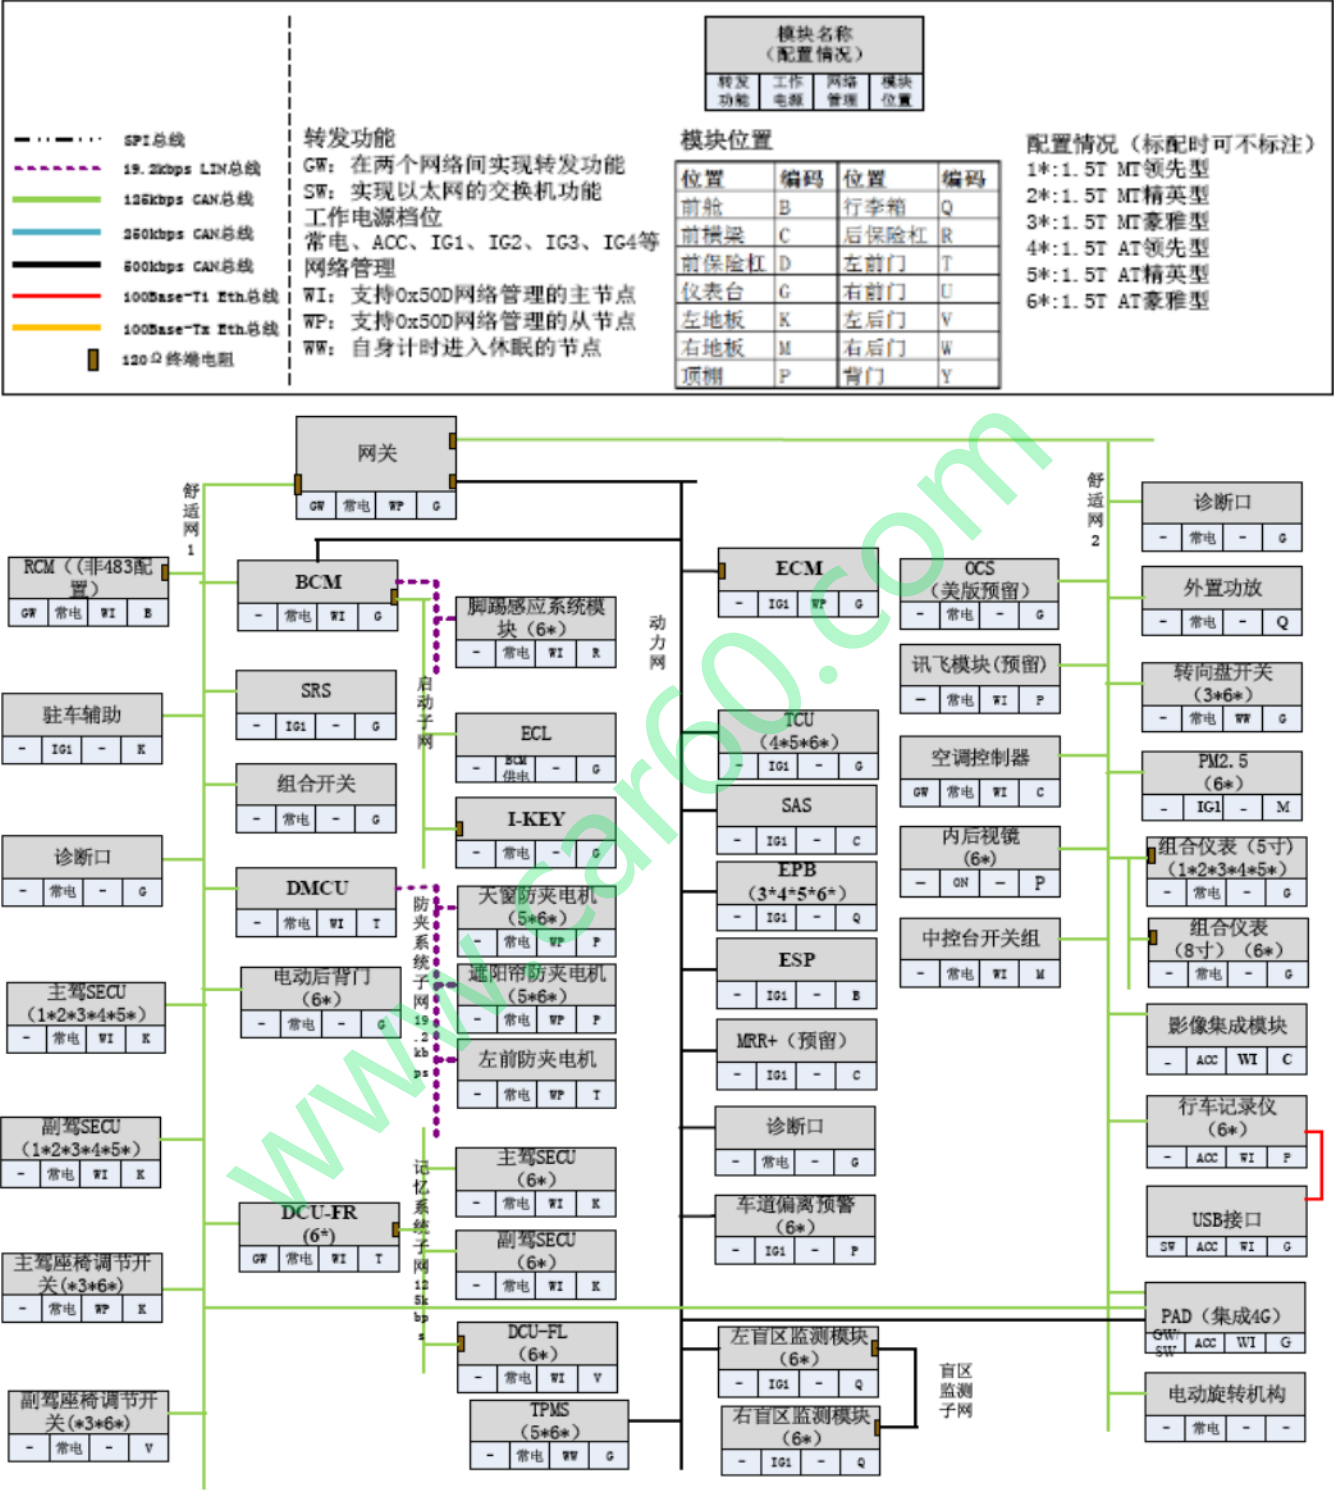 模块名称
（配置情况）
转发功能 工作电源 网络管理 模块位置
SPI总线
19.2kbps LIN总线
125kbps CAN总线
250kbps CAN总线
500kbps CAN总线
100Base-T1 Eth总线
100Base-Tx Eth总线
120Ω终端电阻
转发功能
GW：在两个网络间实现转发功能
SW：实现以太网的交换机功能
工作电源档位
常电、ACC、IG1、IG2、IG3、IG4等
网络管理
WI：支持0x50D网络管理的主节点
WP：支持0x50D网络管理的从节点
WW：自身计时进入休眠的节点
模块位置
位置 编码 位置 编码
前舱 B 行李箱 Q
前横梁 C 后保险杠 R
前保险杠 D 左前门 T
仪表台 G 右前门 U
左地板 K 左后门 V
右地板 M 右后门 W
顶棚 P 背门 Y
配置情况（标配时可不标注）
1*:1.5T MT领先型
2*:1.5T MT精英型
3*:1.5T MT豪雅型
4*:1.5T AT领先型
5*:1.5T AT精英型
6*:1.5T AT豪雅型
网关
GW 常电 WP G
舒适网1
RCM（(非483配
置）
GW 常电 WI B
驻车辅助
- IG1 - K
诊断口
- 常电 - G
主驾SECU
（1*2*3*4*5*）
- 常电 WI K
副驾SECU
（1*2*3*4*5*）
- 常电 WI K
主驾座椅调节开
关(*3*6*)
- 常电 WP K
副驾座椅调节开
关(*3*6*)
- 常电 - V
BCM
- 常电 WI G
SRS
- IG1 - G
组合开关
- 常电 - G
DMCU
- 常电 WI T
电动后背门
（6*）
- 常电 - G
DCU-FR
(6*)
GW 常电 WI T
启动子网
防夹系统子网19.2kbps
记忆系统子网125kbps
脚踢感应系统模
块（6*）
- 常电 WI R
ECL
- BCM供电 - G
I-KEY
- 常电 - G
天窗防夹电机
（5*6*）
- 常电 WP P
遮阳帘防夹电机
（5*6*）
- 常电 WP P
左前防夹电机
- 常电 WP T
主驾SECU
（6*）
- 常电 WI K
副驾SECU
（6*）
- 常电 WI K
DCU-FL
（6*）
- 常电 WI V
TPMS
（5*6*）
- 常电 WW G
动力网
ECM
- IG1 WP G
TCU
（4*5*6*）
- IG1 - G
SAS
- IG1 - C
EPB
（3*4*5*6*）
- IG1 - Q
ESP
- IG1 - B
MRR+（预留）
- IG1 - C
诊断口
- 常电 - G
车道偏离预警
（6*）
- IG1 - P
左盲区监测模块
（6*）
- IG1 - Q
右盲区监测模块
（6*）
- IG1 - Q
盲区
监测
子网
OCS
（美版预留）
- 常电 - G
讯飞模块(预留)
- 常电 WI P
空调控制器
GW 常电 WI C
内后视镜
（6*）
- ON - P
中控台开关组
- 常电 WI M
舒适网2
诊断口
- 常电 - G
外置功放
- 常电 - Q
转向盘开关
（3*6*）
- 常电 WW G
PM2.5
（6*）
- IG1 - M
组合仪表（5寸）
（1*2*3*4*5*）
- 常电 - G
组合仪表
（8寸）（6*）
- 常电 - G
影像集成模块
- ACC WI C
行车记录仪
（6*）
- ACC WI P
USB接口
SW ACC WI G
PAD（集成4G）
GW/SW ACC WI G
电动旋转机构
- 常电 - -
www.car60.com